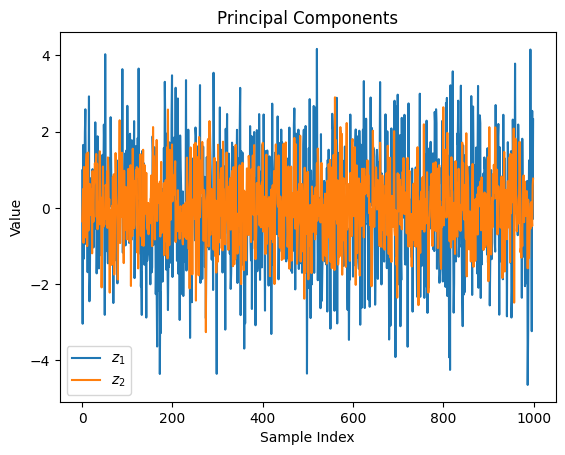 Principal Components
Value
4
2
0
−2
−4
z₁
z₂
0 200 400 600 800 1000
Sample Index